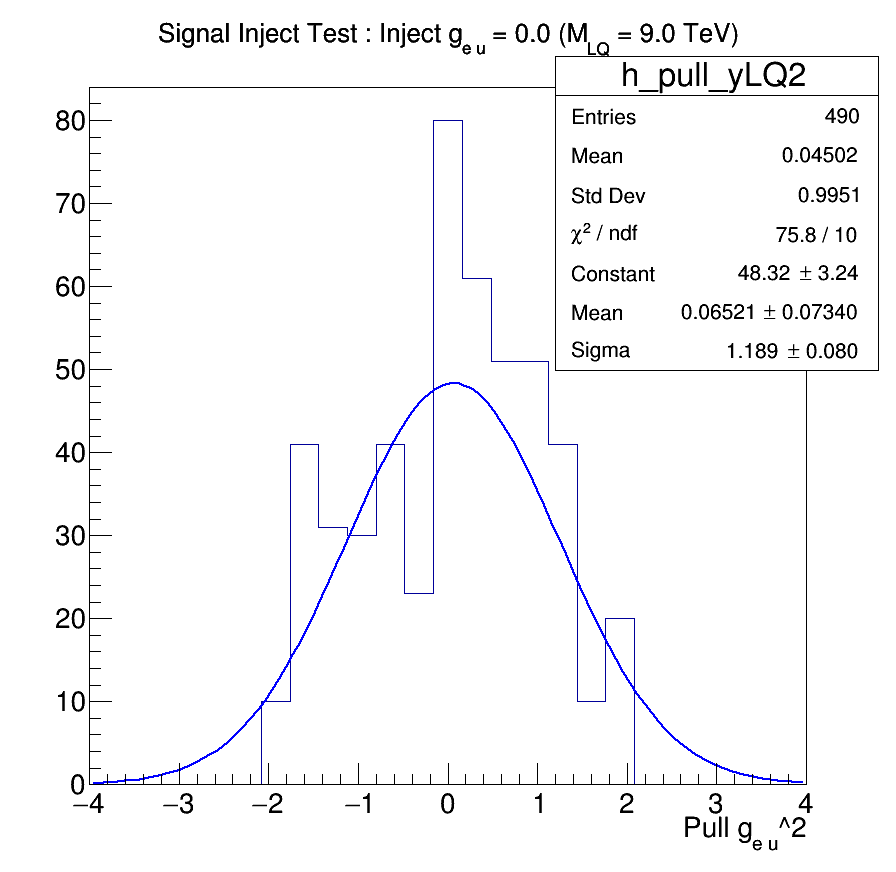 Signal Inject Test : Inject g_{e u} = 0.0 (M_{LQ} = 9.0 TeV)
h_pull_yLQ2
Entries 490
Mean 0.04502
Std Dev 0.9951
χ² / ndf 75.8 / 10
Constant 48.32 ± 3.24
Mean 0.06521 ± 0.07340
Sigma 1.189 ± 0.080
80
70
60
50
40
30
20
10
0
−4 −3 −2 −1 0 1 2 3 4
Pull g_{e u}^2